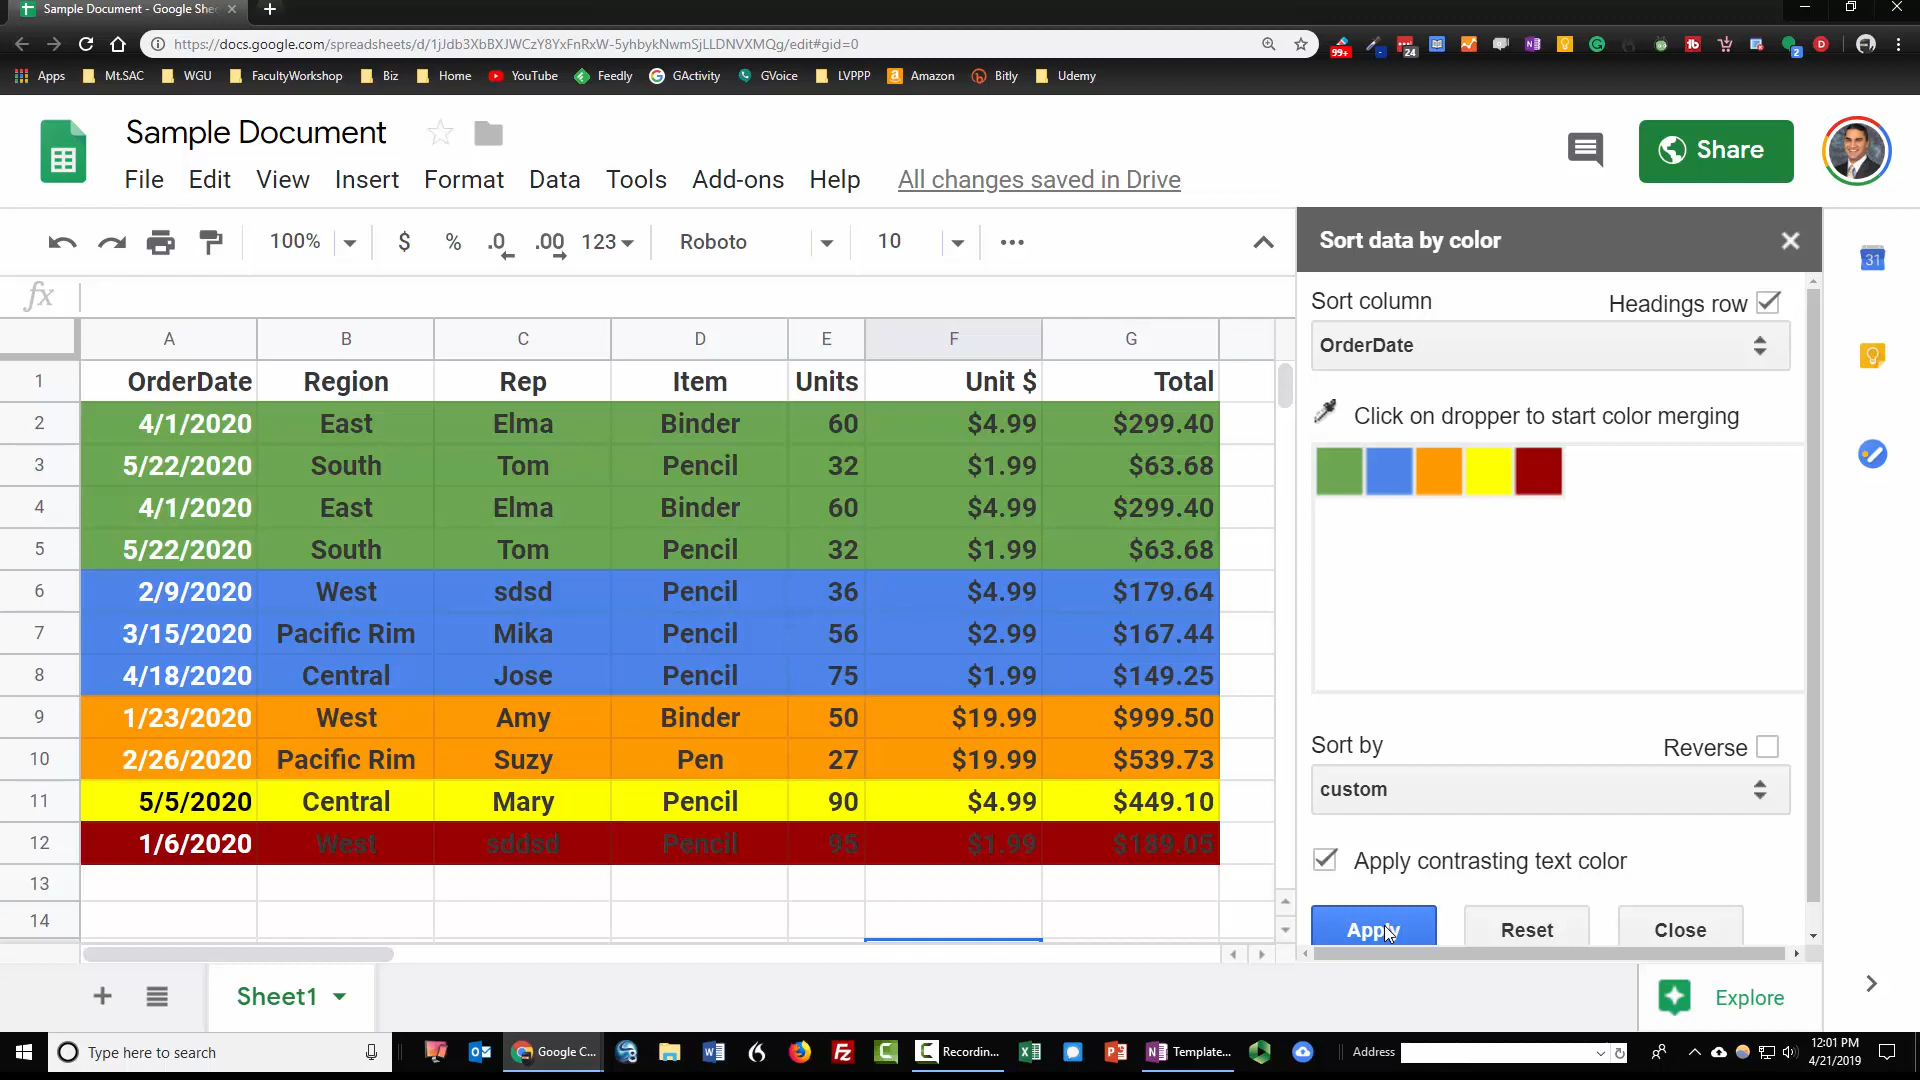 Sample Document - Google She
https://docs.google.com/spreadsheets/d/1jJdb3XbBXJWCzY8YxFnRxW-5yhbykNwmSjLLDNVXMQg/edit#gid=0
99+
24
2
Apps Mt.SAC WGU FacultyWorkshop Biz Home YouTube Feedly GActivity GVoice LVPPP Amazon Bitly Udemy
Sample Document
File Edit View Insert Format Data Tools Add-ons Help All changes saved in Drive
Share
100% $ % .0 .00 123 Roboto 10
fx
A B C D E F G
1 OrderDate Region Rep Item Units Unit $ Total
2 4/1/2020 East Elma Binder 60 $4.99 $299.40
3 5/22/2020 South Tom Pencil 32 $1.99 $63.68
4 4/1/2020 East Elma Binder 60 $4.99 $299.40
5 5/22/2020 South Tom Pencil 32 $1.99 $63.68
6 2/9/2020 West sdsd Pencil 36 $4.99 $179.64
7 3/15/2020 Pacific Rim Mika Pencil 56 $2.99 $167.44
8 4/18/2020 Central Jose Pencil 75 $1.99 $149.25
9 1/23/2020 West Amy Binder 50 $19.99 $999.50
10 2/26/2020 Pacific Rim Suzy Pen 27 $19.99 $539.73
11 5/5/2020 Central Mary Pencil 90 $4.99 $449.10
12 1/6/2020 West sddsd Pencil 95 $1.99 $189.05
13
14
Sort data by color
Sort column Headings row
OrderDate
Click on dropper to start color merging
Sort by Reverse
custom
Apply contrasting text color
Apply Reset Close
31
Sheet1
Explore
Type here to search
Google C...
Recordin...
Template...
Address
12:01 PM
4/21/2019